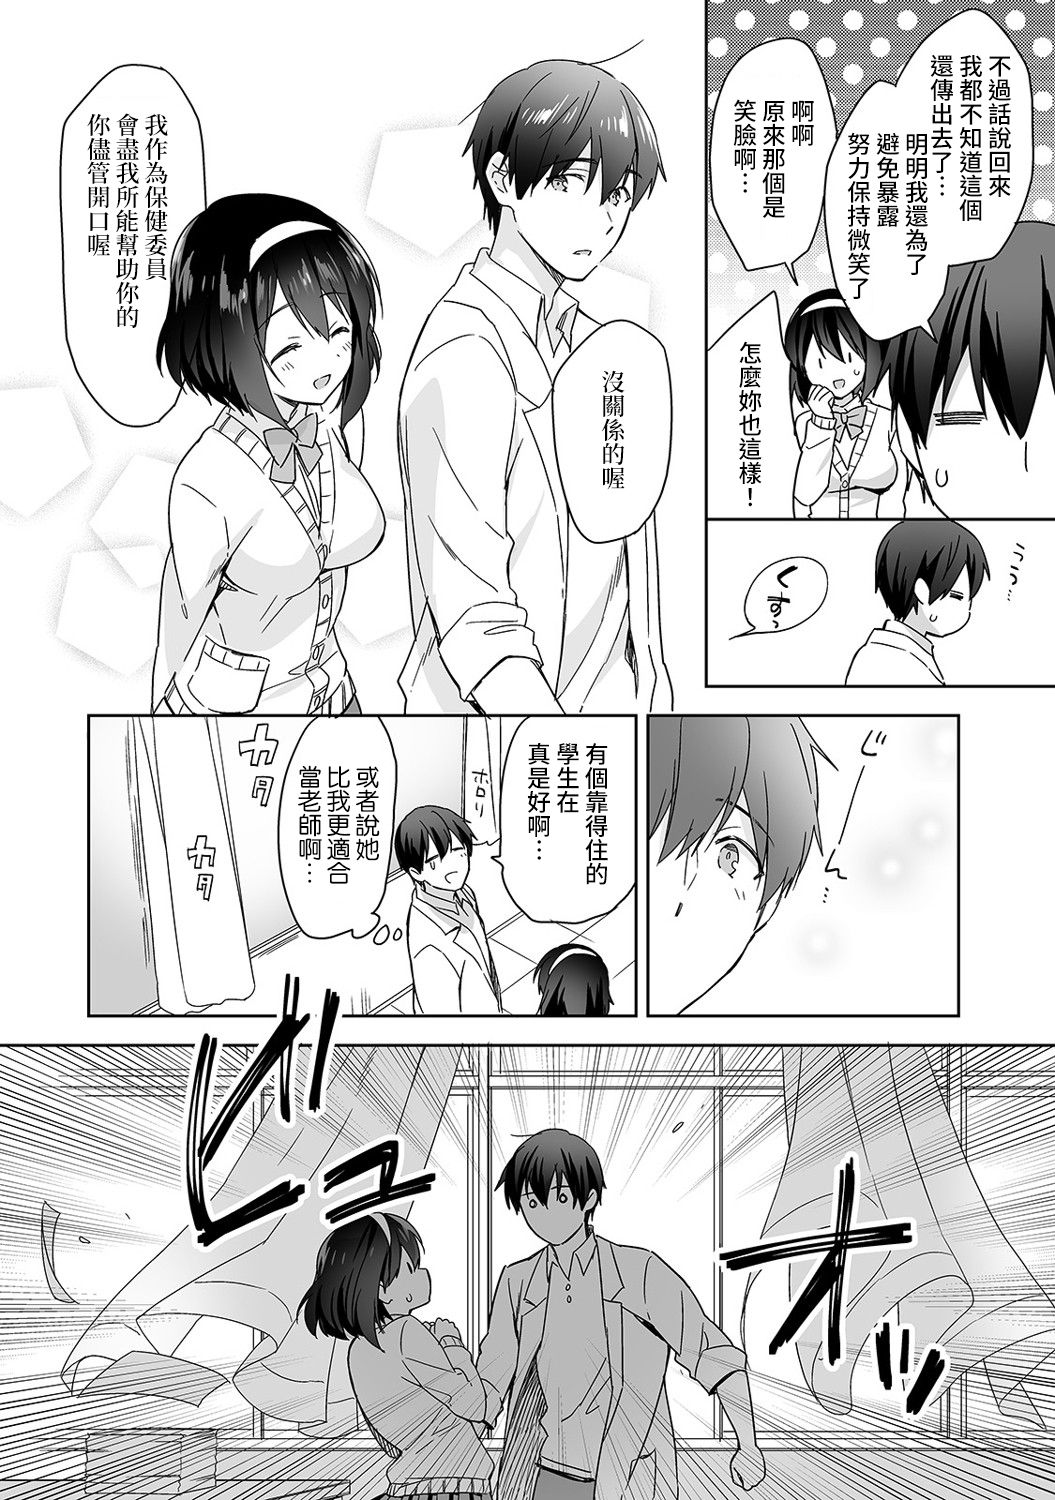 不過話說回來
我都不知道這個
還傳出去了…
明明我還為了
避免暴露
努力保持微笑了
啊啊
原來那個是
笑臉啊…
怎麼妳也這樣！
うっ…
くすっ
沒關係的喔
我作為保健委員
會盡我所能幫助你的
你儘管開口喔
じ〜ん…
有個靠得住的
學生在
真是好啊…
ホロリ
或者說她
比我更適合
當老師啊…
カタ
カタ
ビュオ